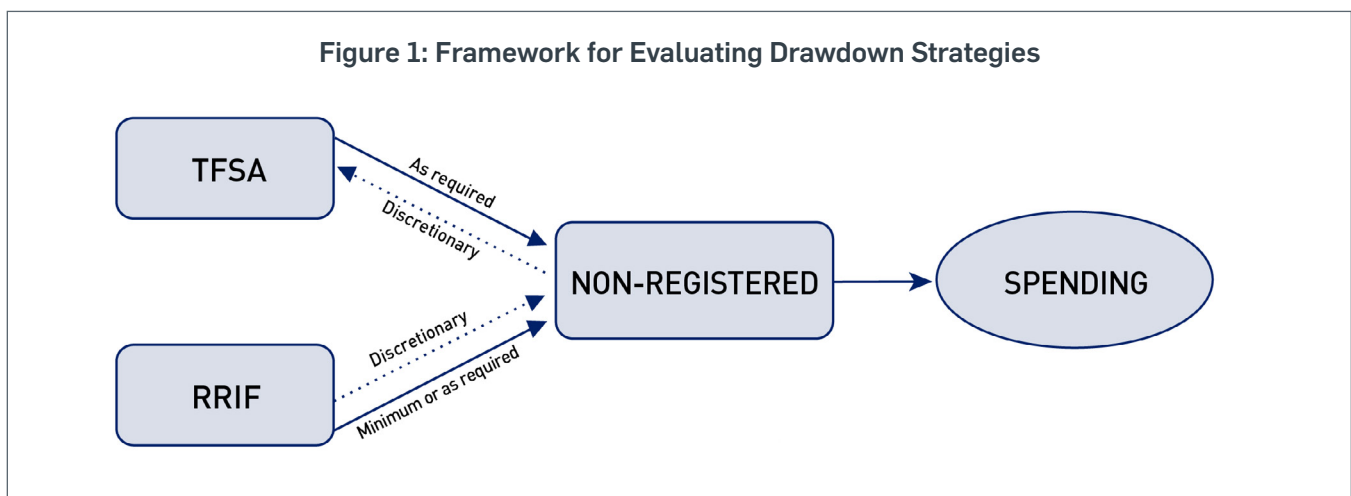 Figure 1: Framework for Evaluating Drawdown Strategies
TFSA
As required
Discretionary
NON-REGISTERED
SPENDING
Discretionary
RRIF
Minimum or as required